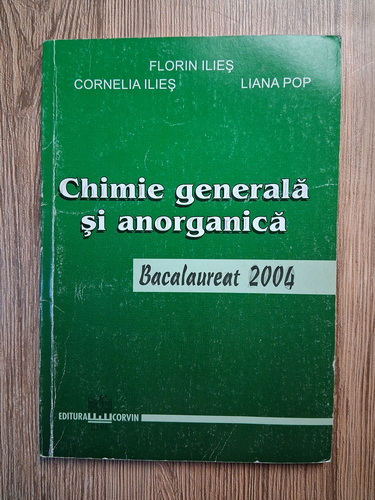 FLORIN ILIEŞ
CORNELIA ILIEŞ LIANA POP
Chimie generală
şi anorganică
Bacalaureat 2004
EDITURA CORVIN